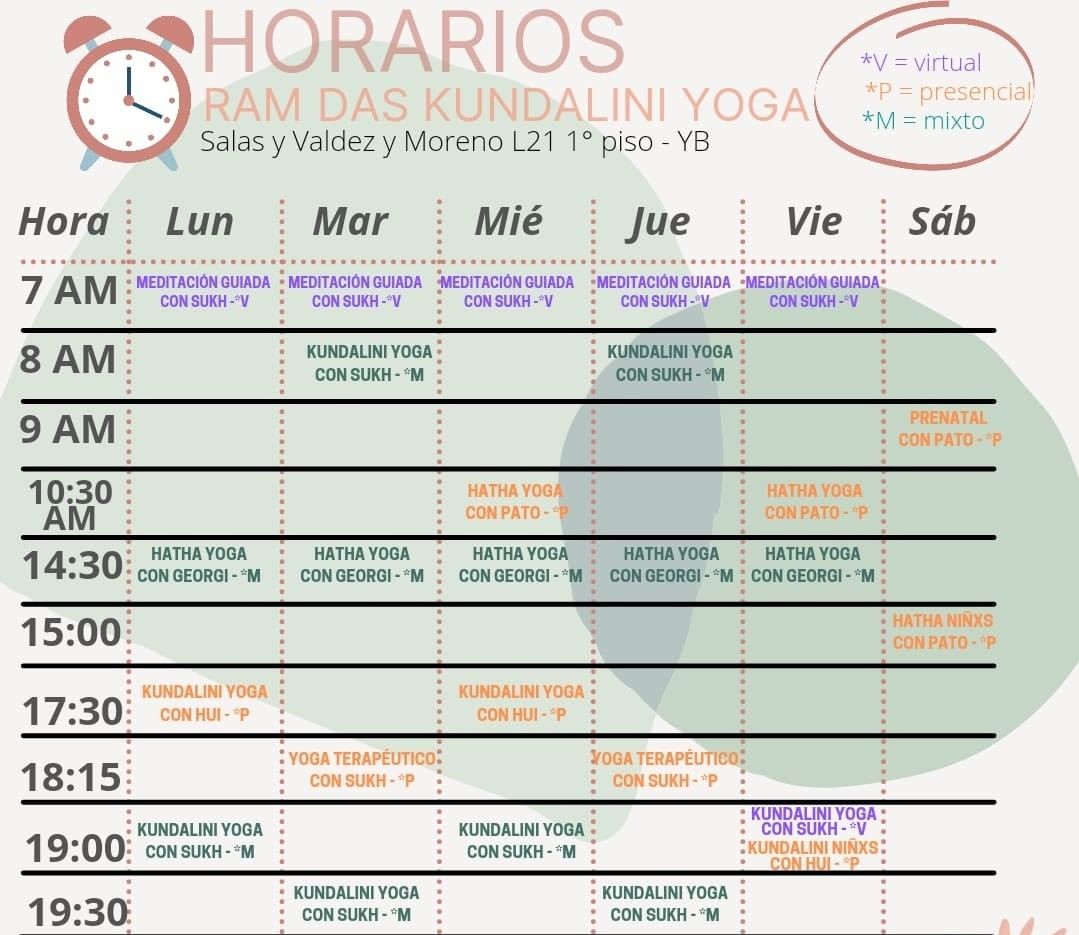 HORARIOS
RAM DAS KUNDALINI YOGA
Salas y Valdez y Moreno L21 1° piso - YB
*V = virtual
*P = presencial
*M = mixto
Hora Lun Mar Mié Jue Vie Sáb
7 AM
MEDITACIÓN GUIADA MEDITACIÓN GUIADA MEDITACIÓN GUIADA MEDITACIÓN GUIADA MEDITACIÓN GUIADA
CON SUKH -*V CON SUKH -*V CON SUKH -*V CON SUKH -*V CON SUKH -*V
8 AM
KUNDALINI YOGA KUNDALINI YOGA
CON SUKH - *M CON SUKH - *M
9 AM
PRENATAL
CON PATO - *P
10:30
AM
HATHA YOGA HATHA YOGA
CON PATO - *P CON PATO - *P
14:30
HATHA YOGA HATHA YOGA HATHA YOGA HATHA YOGA HATHA YOGA
CON GEORGI - *M CON GEORGI - *M CON GEORGI - *M CON GEORGI - *M CON GEORGI - *M
15:00
HATHA NIÑXS
CON PATO - *P
17:30
KUNDALINI YOGA KUNDALINI YOGA
CON HUI - *P CON HUI - *P
18:15
YOGA TERAPÉUTICO YOGA TERAPÉUTICO
CON SUKH - *P CON SUKH - *P
19:00
KUNDALINI YOGA KUNDALINI YOGA KUNDALINI YOGA
CON SUKH - *M CON SUKH - *M CON SUKH - *V
KUNDALINI NIÑXS
CON HUI - *P
19:30
KUNDALINI YOGA KUNDALINI YOGA
CON SUKH - *M CON SUKH - *M